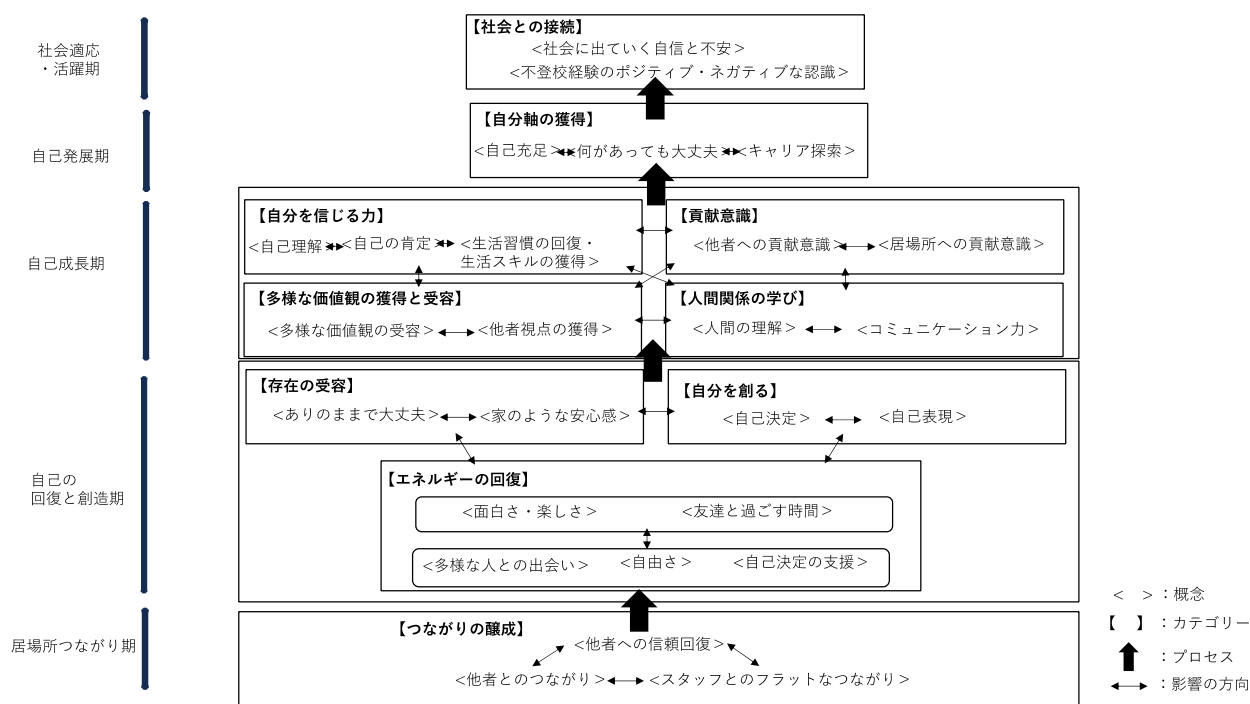 社会適応
・活躍期
【社会との接続】
<社会に出ていく自信と不安>
<不登校経験のポジティブ・ネガティブな認識>
自己発展期
【自分軸の獲得】
<自己充足> <何があっても大丈夫> <キャリア探索>
自己成長期
【自分を信じる力】
<自己理解> <自己の肯定> <生活習慣の回復・
生活スキルの獲得>
【貢献意識】
<他者への貢献意識> <居場所への貢献意識>
【多様な価値観の獲得と受容】
<多様な価値観の受容> <他者視点の獲得>
【人間関係の学び】
<人間の理解> <コミュニケーション力>
自己の
回復と創造期
【存在の受容】
<ありのままで大丈夫> <家のような安心感>
【自分を創る】
<自己決定> <自己表現>
【エネルギーの回復】
<面白さ・楽しさ> <友達と過ごす時間>
<多様な人との出会い> <自由さ> <自己決定の支援>
居場所つながり期
【つながりの醸成】
<他者への信頼回復>
<他者とのつながり> <スタッフとのフラットなつながり>
< >：概念
【 】：カテゴリー
：プロセス
：影響の方向